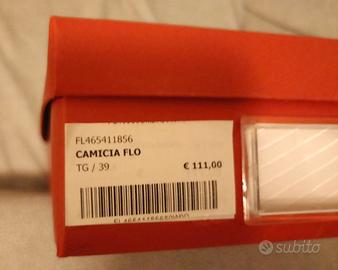 FL465411856
CAMICIA FLO
TG / 39 € 111,00
subito